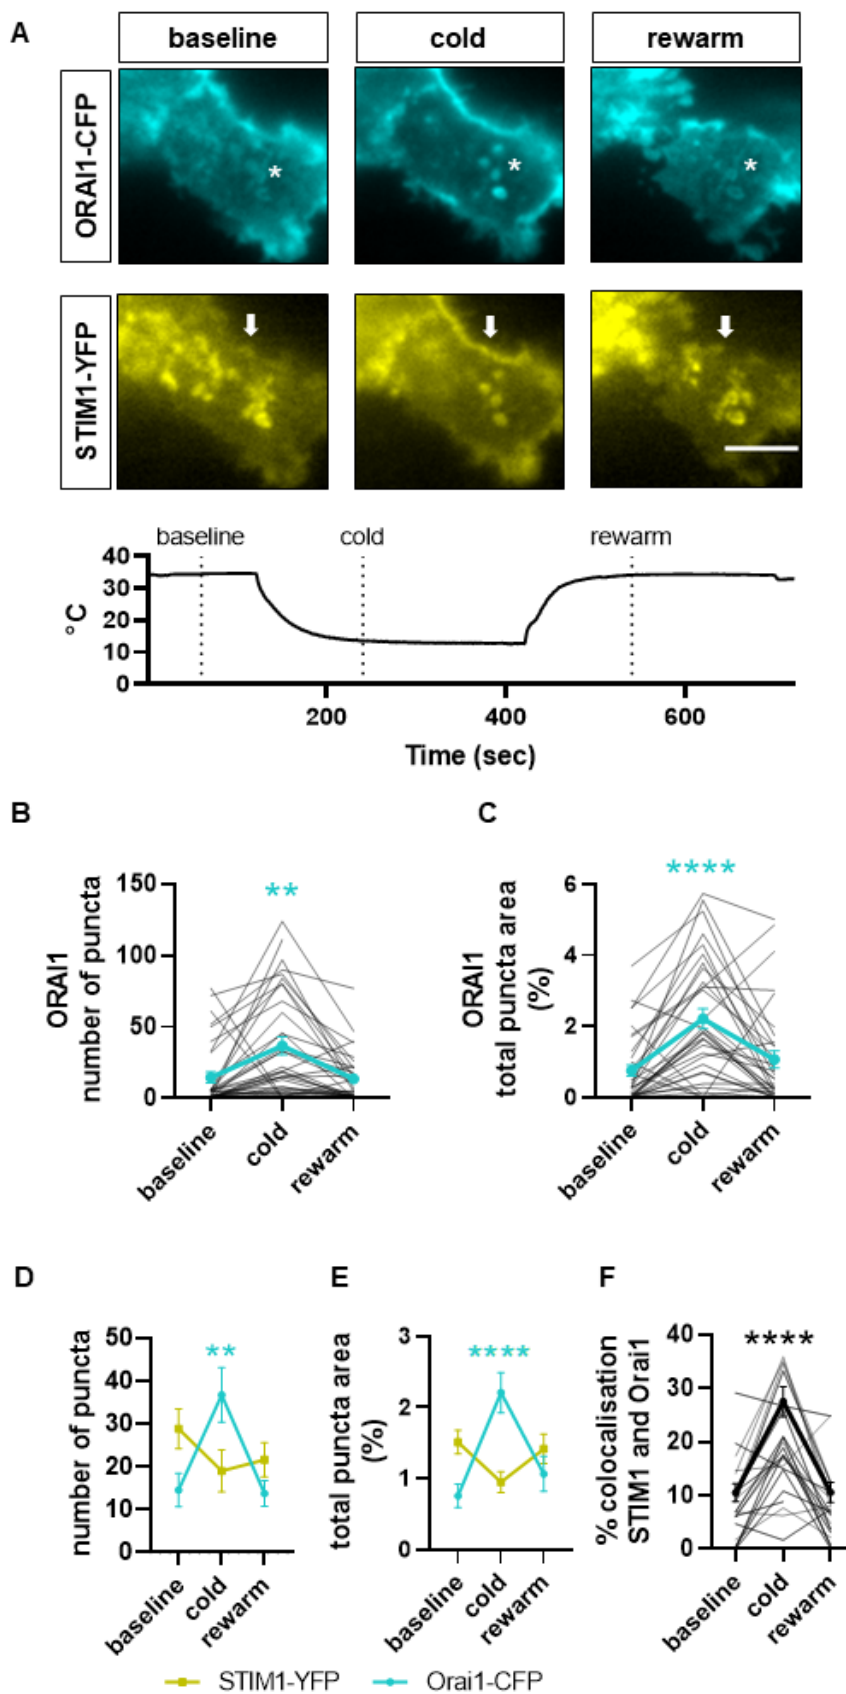 A
baseline
cold
rewarm
ORAI1-CFP
*
*
*
STIM1-YFP
baseline
cold
rewarm
°C
40
30
20
10
0
200
400
600
Time (sec)
B
ORAI1
number of puncta
150
100
50
0
**
baseline
cold
rewarm
C
ORAI1
total puncta area
(%)
6
4
2
0
****
baseline
cold
rewarm
D
number of puncta
50
40
30
20
10
0
**
baseline
cold
rewarm
E
total puncta area
(%)
3
2
1
0
****
baseline
cold
rewarm
F
% colocalisation
STIM1 and Orai1
40
30
20
10
0
****
baseline
cold
rewarm
STIM1-YFP
Orai1-CFP